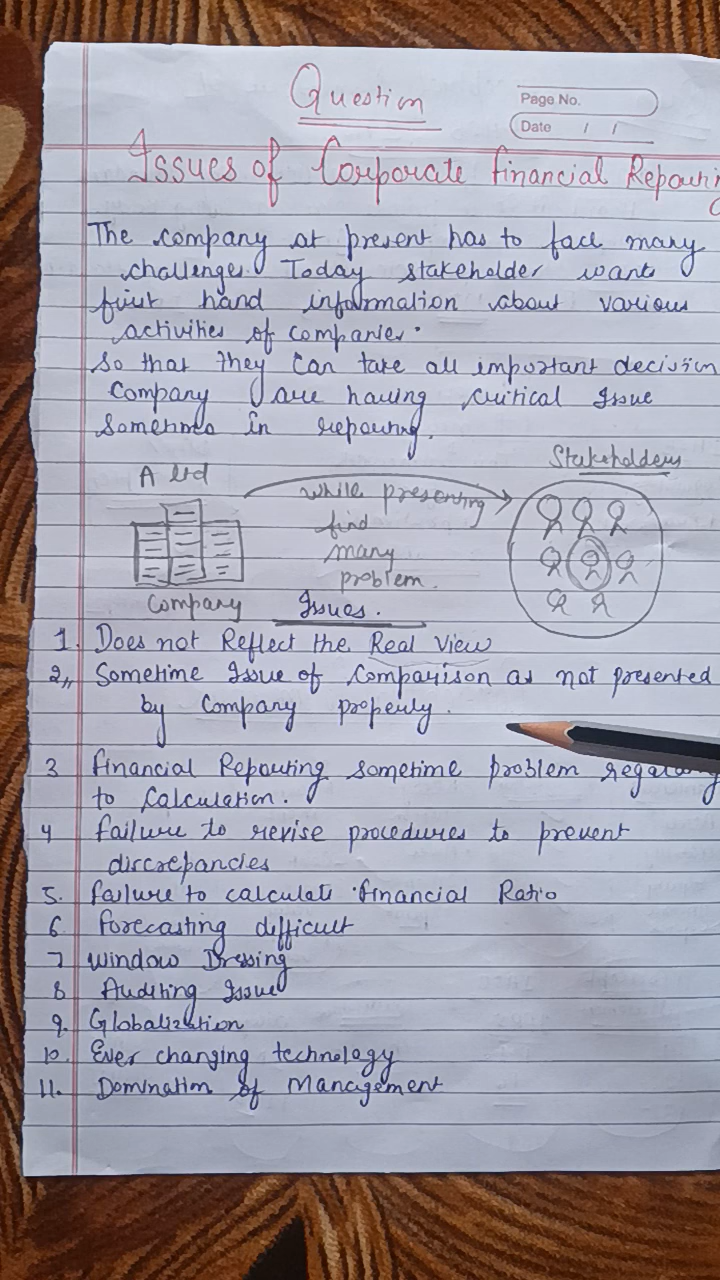 Question
Page No.
Date / /
Issues of Corporate financial Reporting
The company at present has to face many
challenges. Today stakeholder wants
first hand information about various
activities of companies.
So that they can take all important decision
Company are having critical Issue
Sometimes in reporting.
Stakeholders
A ltd
while presenting
find
many
problem.
Company
Issues.
1. Does not Reflect the Real View
2,, Sometime Issue of Comparison as not presented
by Company properly.
3 financial Reporting sometime problem regarding
to Calculation.
4 failure to revise procedures to prevent
discrepancies
5. failure to calculate financial Ratio
6 forecasting difficult
7 Window Dressing
8 Auditing Issue
9. Globalization
10. Ever changing technology
11. Domination of Management